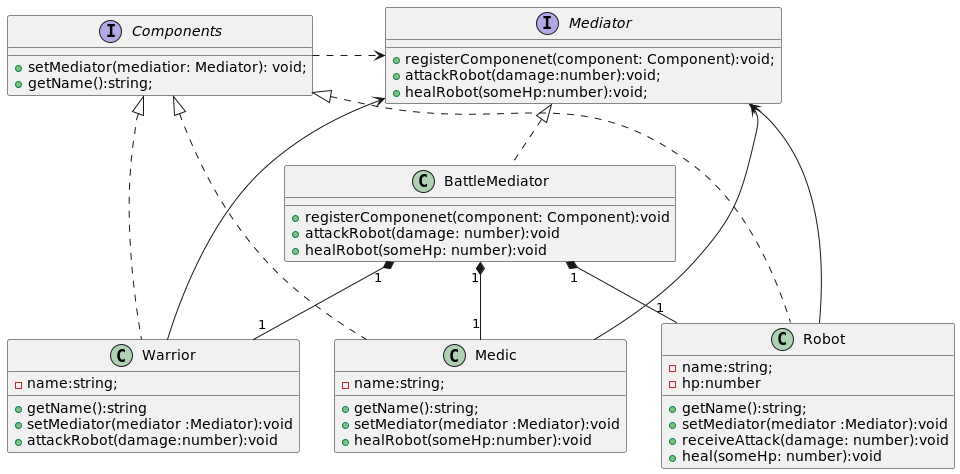 I Components
setMediator(mediatior: Mediator): void;
getName():string;
I Mediator
registerComponenet(component: Component):void;
attackRobot(damage:number):void;
healRobot(someHp:number):void;
C BattleMediator
registerComponenet(component: Component):void
attackRobot(damage: number):void
healRobot(someHp: number):void
1
1
1
1
1
1
C Warrior
name:string;
getName():string
setMediator(mediator :Mediator):void
attackRobot(damage:number):void
C Medic
name:string;
getName():string;
setMediator(mediator :Mediator):void
healRobot(someHp:number):void
C Robot
name:string;
hp:number
getName():string;
setMediator(mediator :Mediator):void
receiveAttack(damage: number):void
heal(someHp: number):void